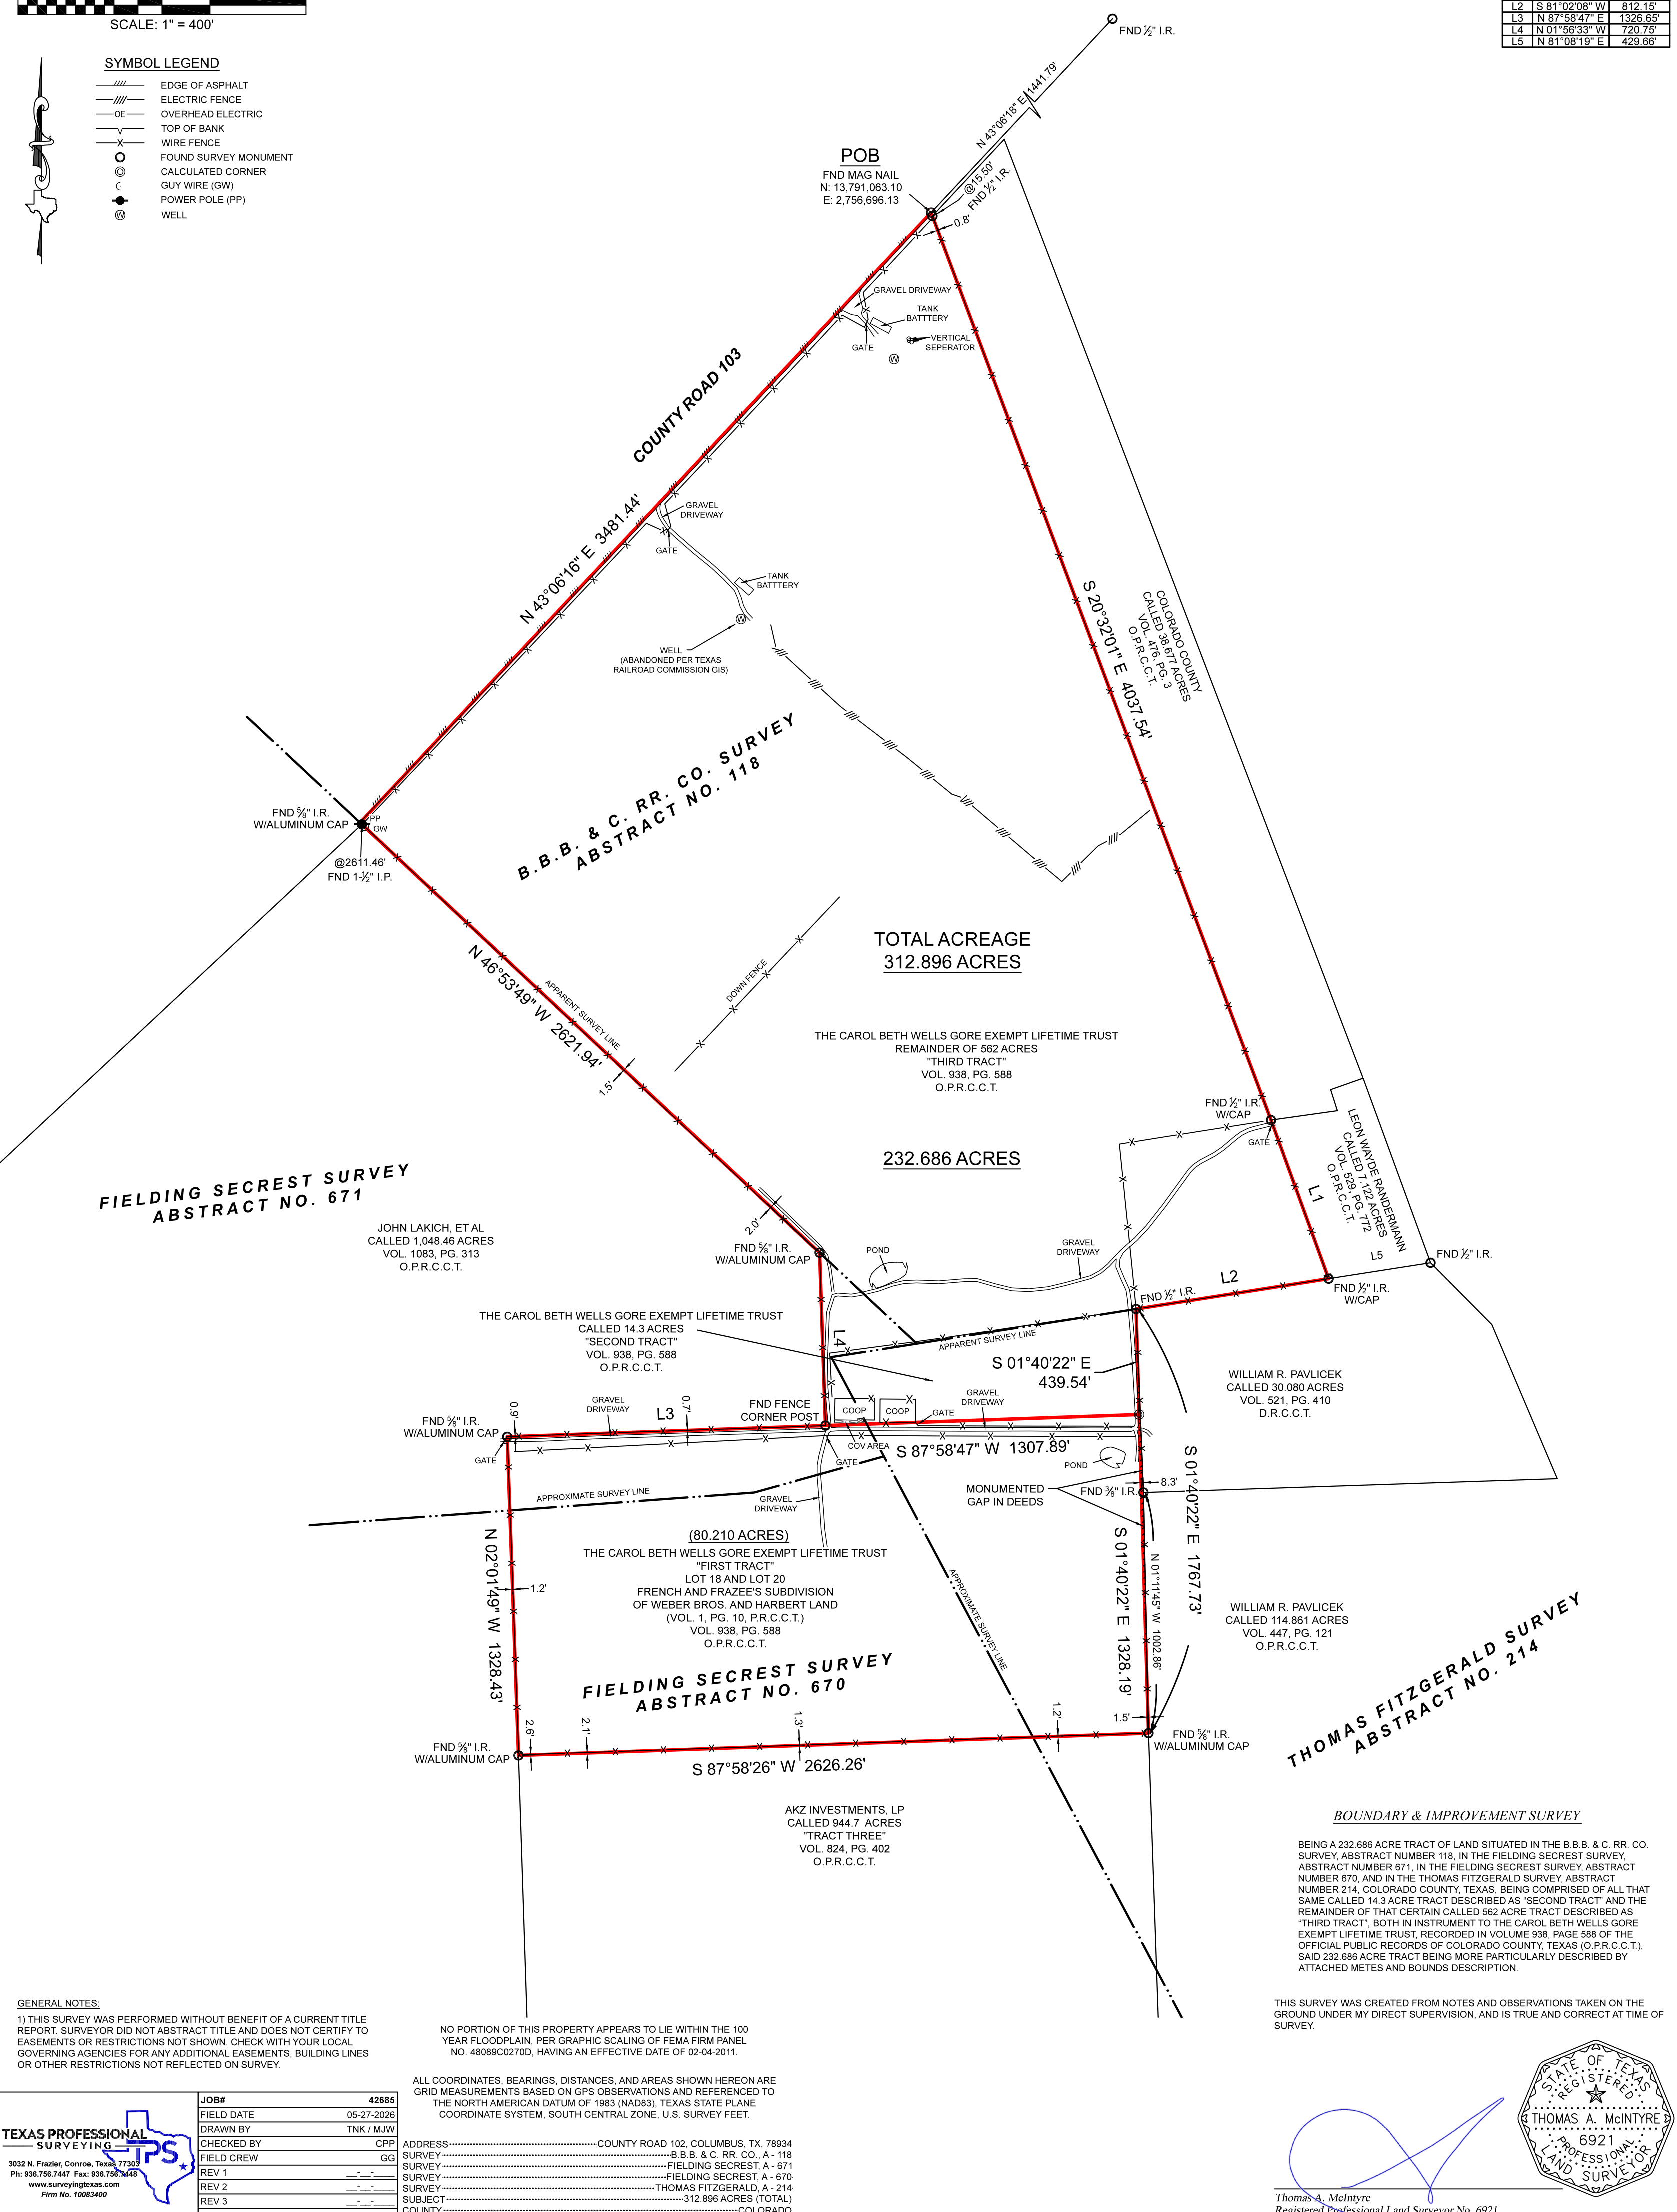 SCALE: 1" = 400'
L2 S 81°02'08" W 812.15'
L3 N 87°58'47" E 1326.65'
L4 N 01°56'33" W 720.75'
L5 N 81°08'19" E 429.66'
SYMBOL LEGEND
EDGE OF ASPHALT
ELECTRIC FENCE
OE OVERHEAD ELECTRIC
TOP OF BANK
X WIRE FENCE
FOUND SURVEY MONUMENT
CALCULATED CORNER
GUY WIRE (GW)
POWER POLE (PP)
W WELL
FND ½" I.R.
N 43°06'18" E 1441.79'
POB
FND MAG NAIL
N: 13,791,063.10
E: 2,756,696.13
@15.50'
FND ½" I.R.
0.8'
GRAVEL DRIVEWAY
TANK
BATTTERY
VERTICAL
SEPERATOR
GATE
W
COUNTY ROAD 103
N 43°06'16" E 3481.44'
GRAVEL
DRIVEWAY
GATE
TANK
BATTTERY
W
WELL
(ABANDONED PER TEXAS
RAILROAD COMMISSION GIS)
S 20°32'01" E 4037.54'
COLORADO COUNTY
CALLED 38.677 ACRES
VOL. 476, PG. 3
O.P.R.C.C.T.
B.B.B. & C. RR. CO. SURVEY
ABSTRACT NO. 118
FND ⅝" I.R.
W/ALUMINUM CAP
PP
GW
@2611.46'
FND 1-½" I.P.
N 46°53'49" W 2621.94'
APPARENT SURVEY LINE
1.5'
DOWN FENCE
TOTAL ACREAGE
312.896 ACRES
THE CAROL BETH WELLS GORE EXEMPT LIFETIME TRUST
REMAINDER OF 562 ACRES
"THIRD TRACT"
VOL. 938, PG. 588
O.P.R.C.C.T.
232.686 ACRES
FND ½" I.R.
W/CAP
GATE
LEON WAYDE RANDERMANN
CALLED 7.122 ACRES
VOL. 529, PG. 772
O.P.R.C.C.T.
L1
L5
FND ½" I.R.
FND ½" I.R.
W/CAP
L2
FND ½" I.R.
FIELDING SECREST SURVEY
ABSTRACT NO. 671
JOHN LAKICH, ET AL
CALLED 1,048.46 ACRES
VOL. 1083, PG. 313
O.P.R.C.C.T.
2.0'
FND ⅝" I.R.
W/ALUMINUM CAP
POND
GRAVEL
DRIVEWAY
THE CAROL BETH WELLS GORE EXEMPT LIFETIME TRUST
CALLED 14.3 ACRES
"SECOND TRACT"
VOL. 938, PG. 588
O.P.R.C.C.T.
L4
APPARENT SURVEY LINE
S 01°40'22" E
439.54'
WILLIAM R. PAVLICEK
CALLED 30.080 ACRES
VOL. 521, PG. 410
D.R.C.C.T.
0.9'
GRAVEL
DRIVEWAY
L3
0.7'
FND FENCE
CORNER POST
COOP
COOP
GATE
GRAVEL
DRIVEWAY
FND ⅝" I.R.
W/ALUMINUM CAP
GATE
COV AREA
GATE
S 87°58'47" W 1307.89'
POND
APPROXIMATE SURVEY LINE
GRAVEL
DRIVEWAY
MONUMENTED
GAP IN DEEDS
FND ⅜" I.R.
8.3'
S 01°40'22" E 1767.73'
N 02°01'49" W 1328.43'
1.2'
(80.210 ACRES)
THE CAROL BETH WELLS GORE EXEMPT LIFETIME TRUST
"FIRST TRACT"
LOT 18 AND LOT 20
FRENCH AND FRAZEE'S SUBDIVISION
OF WEBER BROS. AND HARBERT LAND
(VOL. 1, PG. 10, P.R.C.C.T.)
VOL. 938, PG. 588
O.P.R.C.C.T.
APPROXIMATE SURVEY LINE
S 01°40'22" E 1328.19'
N 01°11'45" W 1002.86'
WILLIAM R. PAVLICEK
CALLED 114.861 ACRES
VOL. 447, PG. 121
O.P.R.C.C.T.
FIELDING SECREST SURVEY
ABSTRACT NO. 670
THOMAS FITZGERALD SURVEY
ABSTRACT NO. 214
2.6'
2.1'
1.3'
1.2'
1.5'
FND ⅝" I.R.
W/ALUMINUM CAP
FND ⅝" I.R.
W/ALUMINUM CAP
S 87°58'26" W 2626.26'
AKZ INVESTMENTS, LP
CALLED 944.7 ACRES
"TRACT THREE"
VOL. 824, PG. 402
O.P.R.C.C.T.
BOUNDARY & IMPROVEMENT SURVEY
BEING A 232.686 ACRE TRACT OF LAND SITUATED IN THE B.B.B. & C. RR. CO.
SURVEY, ABSTRACT NUMBER 118, IN THE FIELDING SECREST SURVEY,
ABSTRACT NUMBER 671, IN THE FIELDING SECREST SURVEY, ABSTRACT
NUMBER 670, AND IN THE THOMAS FITZGERALD SURVEY, ABSTRACT
NUMBER 214, COLORADO COUNTY, TEXAS, BEING COMPRISED OF ALL THAT
SAME CALLED 14.3 ACRE TRACT DESCRIBED AS "SECOND TRACT" AND THE
REMAINDER OF THAT CERTAIN CALLED 562 ACRE TRACT DESCRIBED AS
"THIRD TRACT", BOTH IN INSTRUMENT TO THE CAROL BETH WELLS GORE
EXEMPT LIFETIME TRUST, RECORDED IN VOLUME 938, PAGE 588 OF THE
OFFICIAL PUBLIC RECORDS OF COLORADO COUNTY, TEXAS (O.P.R.C.C.T.),
SAID 232.686 ACRE TRACT BEING MORE PARTICULARLY DESCRIBED BY
ATTACHED METES AND BOUNDS DESCRIPTION.
THIS SURVEY WAS CREATED FROM NOTES AND OBSERVATIONS TAKEN ON THE
GROUND UNDER MY DIRECT SUPERVISION, AND IS TRUE AND CORRECT AT TIME OF
SURVEY.
GENERAL NOTES:
1) THIS SURVEY WAS PERFORMED WITHOUT BENEFIT OF A CURRENT TITLE
REPORT. SURVEYOR DID NOT ABSTRACT TITLE AND DOES NOT CERTIFY TO
EASEMENTS OR RESTRICTIONS NOT SHOWN. CHECK WITH YOUR LOCAL
GOVERNING AGENCIES FOR ANY ADDITIONAL EASEMENTS, BUILDING LINES
OR OTHER RESTRICTIONS NOT REFLECTED ON SURVEY.
NO PORTION OF THIS PROPERTY APPEARS TO LIE WITHIN THE 100
YEAR FLOODPLAIN, PER GRAPHIC SCALING OF FEMA FIRM PANEL
NO. 48089C0270D, HAVING AN EFFECTIVE DATE OF 02-04-2011.
ALL COORDINATES, BEARINGS, DISTANCES, AND AREAS SHOWN HEREON ARE
GRID MEASUREMENTS BASED ON GPS OBSERVATIONS AND REFERENCED TO
THE NORTH AMERICAN DATUM OF 1983 (NAD83), TEXAS STATE PLANE
COORDINATE SYSTEM, SOUTH CENTRAL ZONE, U.S. SURVEY FEET.
TEXAS PROFESSIONAL
SURVEYING
TPS
3032 N. Frazier, Conroe, Texas 77303
Ph: 936.756.7447 Fax: 936.756.7448
www.surveyingtexas.com
Firm No. 10083400
JOB# 42685
FIELD DATE 05-27-2026
DRAWN BY TNK / MJW
CHECKED BY CPP
FIELD CREW GG
REV 1 __-__-____
REV 2 __-__-____
REV 3 __-__-____
ADDRESS COUNTY ROAD 102, COLUMBUS, TX, 78934
SURVEY B.B.B. & C. RR. CO., A - 118
SURVEY FIELDING SECREST, A - 671
SURVEY FIELDING SECREST, A - 670
SURVEY THOMAS FITZGERALD, A - 214
SUBJECT 312.896 ACRES (TOTAL)
COUNTY COLORADO
STATE OF TEXAS
REGISTERED
THOMAS A. McINTYRE
6921
PROFESSIONAL
LAND SURVEYOR
Thomas A. McIntyre
Registered Professional Land Surveyor No. 6921